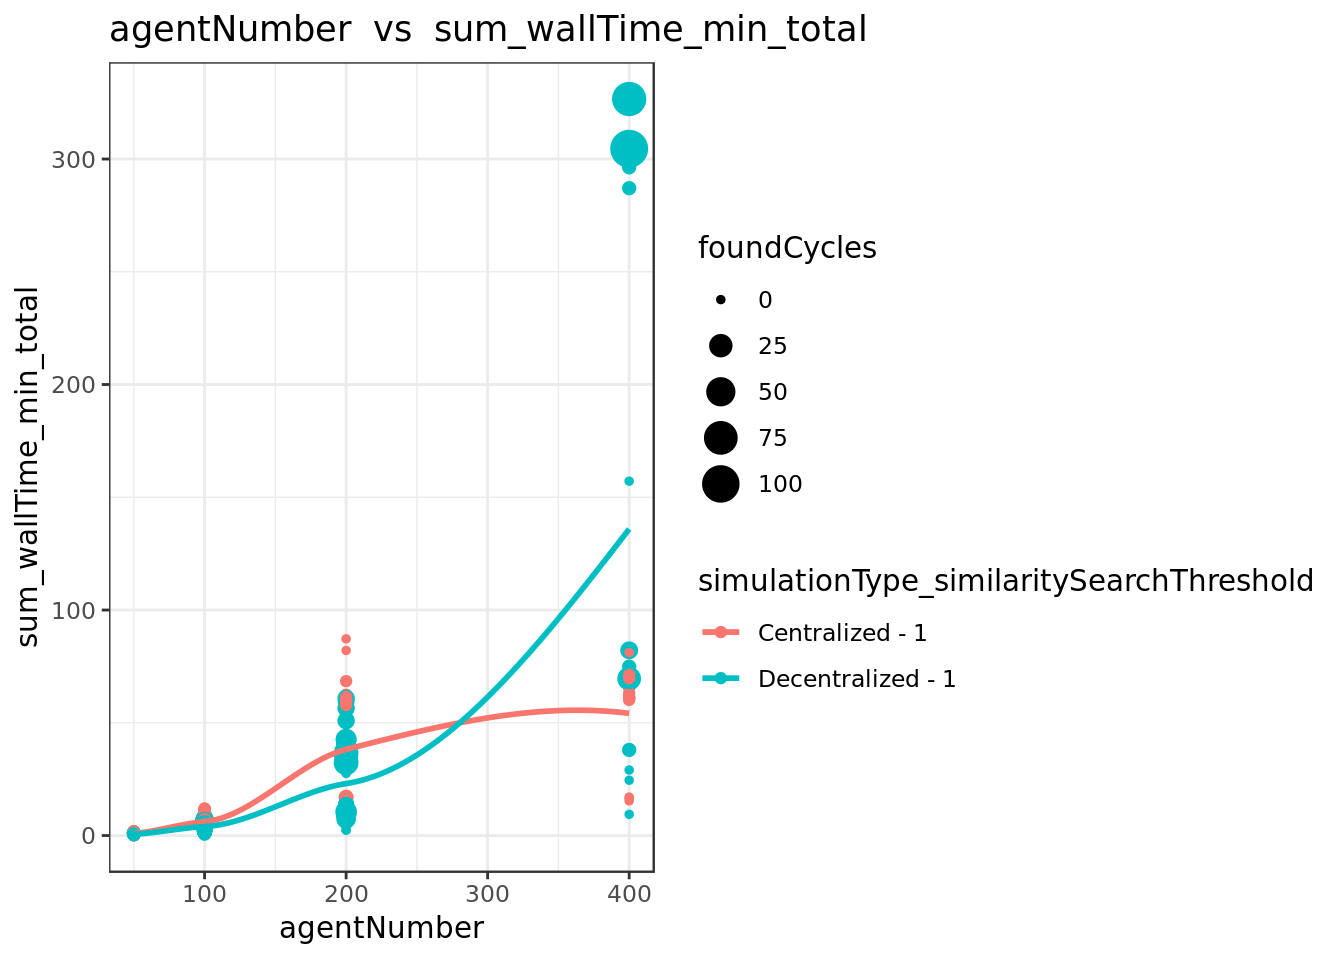 agentNumber vs sum_wallTime_min_total
sum_wallTime_min_total
300
200
100
0
100
200
300
400
agentNumber
foundCycles
0
25
50
75
100
simulationType_similaritySearchThreshold
Centralized - 1
Decentralized - 1